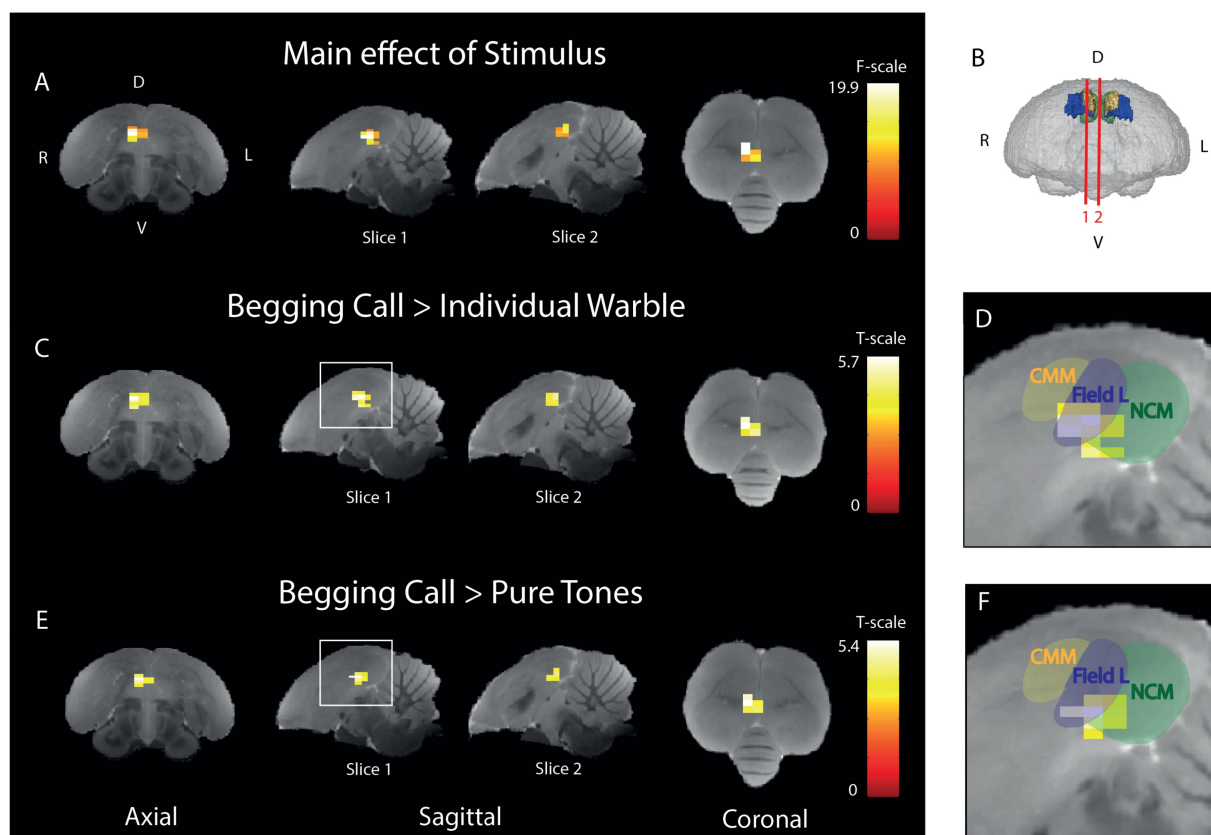 Main effect of Stimulus
A
D
R
L
V
Slice 1
Slice 2
F-scale
19.9
0
B
D
R
L
1 2
V
Begging Call > Individual Warble
C
Slice 1
Slice 2
T-scale
5.7
0
D
CMM
Field L
NCM
Begging Call > Pure Tones
E
Slice 1
Slice 2
T-scale
5.4
0
Axial
Sagittal
Coronal
F
CMM
Field L
NCM